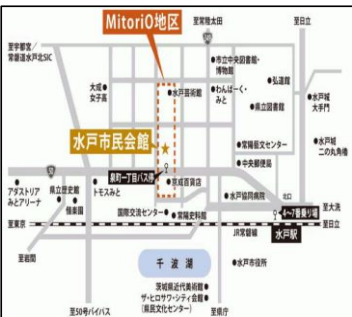 MitoriO地区
至常陸太田
至日立
至宇都宮／
常磐道水戸北SIC
市立中央図書館・
博物館
大成
女子高
水戸芸術館
わんぱーく・
みと
弘道館
水戸城
大手門
県立図書館
水戸市民会館
常陽藝文センター
水戸城
二の丸角櫓
50
泉町一丁目バス停
中央郵便局
アダストリア
みとアリーナ
県立歴史館
偕楽園
トモスみと
京成百貨店
水戸協同病院
北口
国際交流センター
常陽史料館
4〜7番乗り場
至大洗
至東京
至日立
JR常磐線
水戸駅
至岩間
千波湖
水戸市役所
茨城県近代美術館
ザ・ヒロサワ・シティ会館
(県民文化センター)
至50号バイパス
至県庁